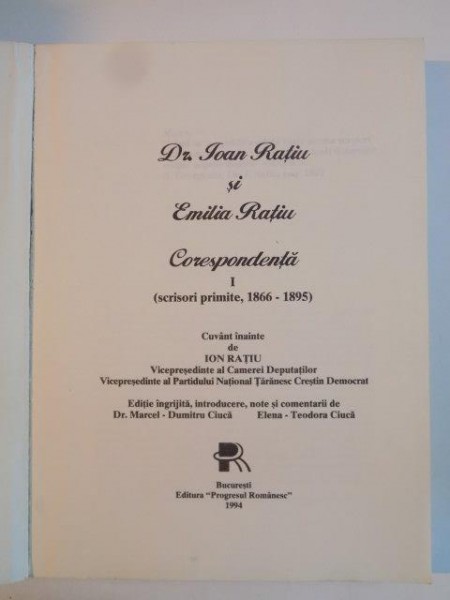 Dr. Ioan Rațiu
și
Emilia Rațiu
Corespondență
I
(scrisori primite, 1866 - 1895)
Cuvânt înainte
de
ION RAȚIU
Vicepreședinte al Camerei Deputaților
Vicepreședinte al Partidului Național Țărănesc Creștin Democrat
Ediție îngrijită, introducere, note și comentarii de
Dr. Marcel - Dumitru Ciucă Elena - Teodora Ciucă
București
Editura "Progresul Românesc"
1994